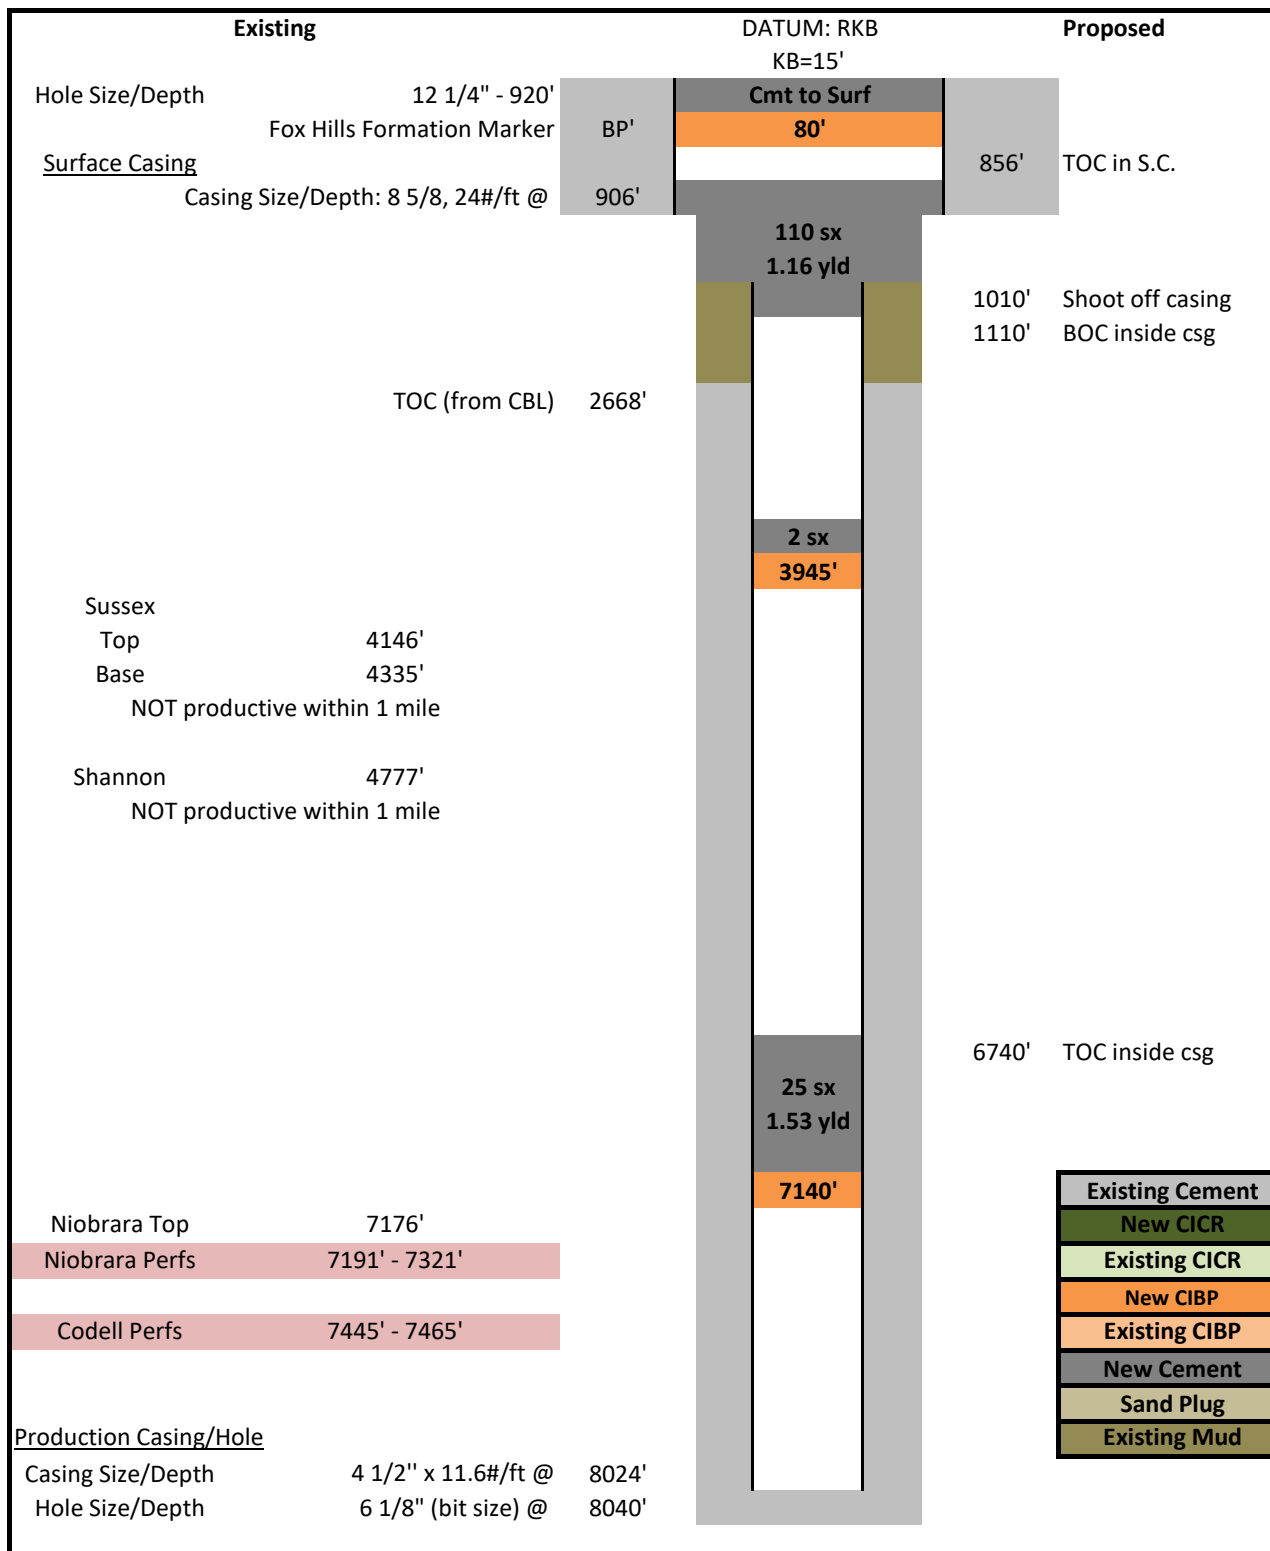 Existing DATUM: RKB Proposed
KB=15'
Hole Size/Depth 12 1/4" - 920' Cmt to Surf
Fox Hills Formation Marker BP' 80'
Surface Casing 856' TOC in S.C.
Casing Size/Depth: 8 5/8, 24#/ft @ 906'
110 sx
1.16 yld
1010' Shoot off casing
1110' BOC inside csg
TOC (from CBL) 2668'
2 sx
3945'
Sussex
Top 4146'
Base 4335'
NOT productive within 1 mile
Shannon 4777'
NOT productive within 1 mile
6740' TOC inside csg
25 sx
1.53 yld
7140' Existing Cement
Niobrara Top 7176' New CICR
Niobrara Perfs 7191' - 7321' Existing CICR
New CIBP
Codell Perfs 7445' - 7465' Existing CIBP
New Cement
Sand Plug
Production Casing/Hole Existing Mud
Casing Size/Depth 4 1/2'' x 11.6#/ft @ 8024'
Hole Size/Depth 6 1/8" (bit size) @ 8040'